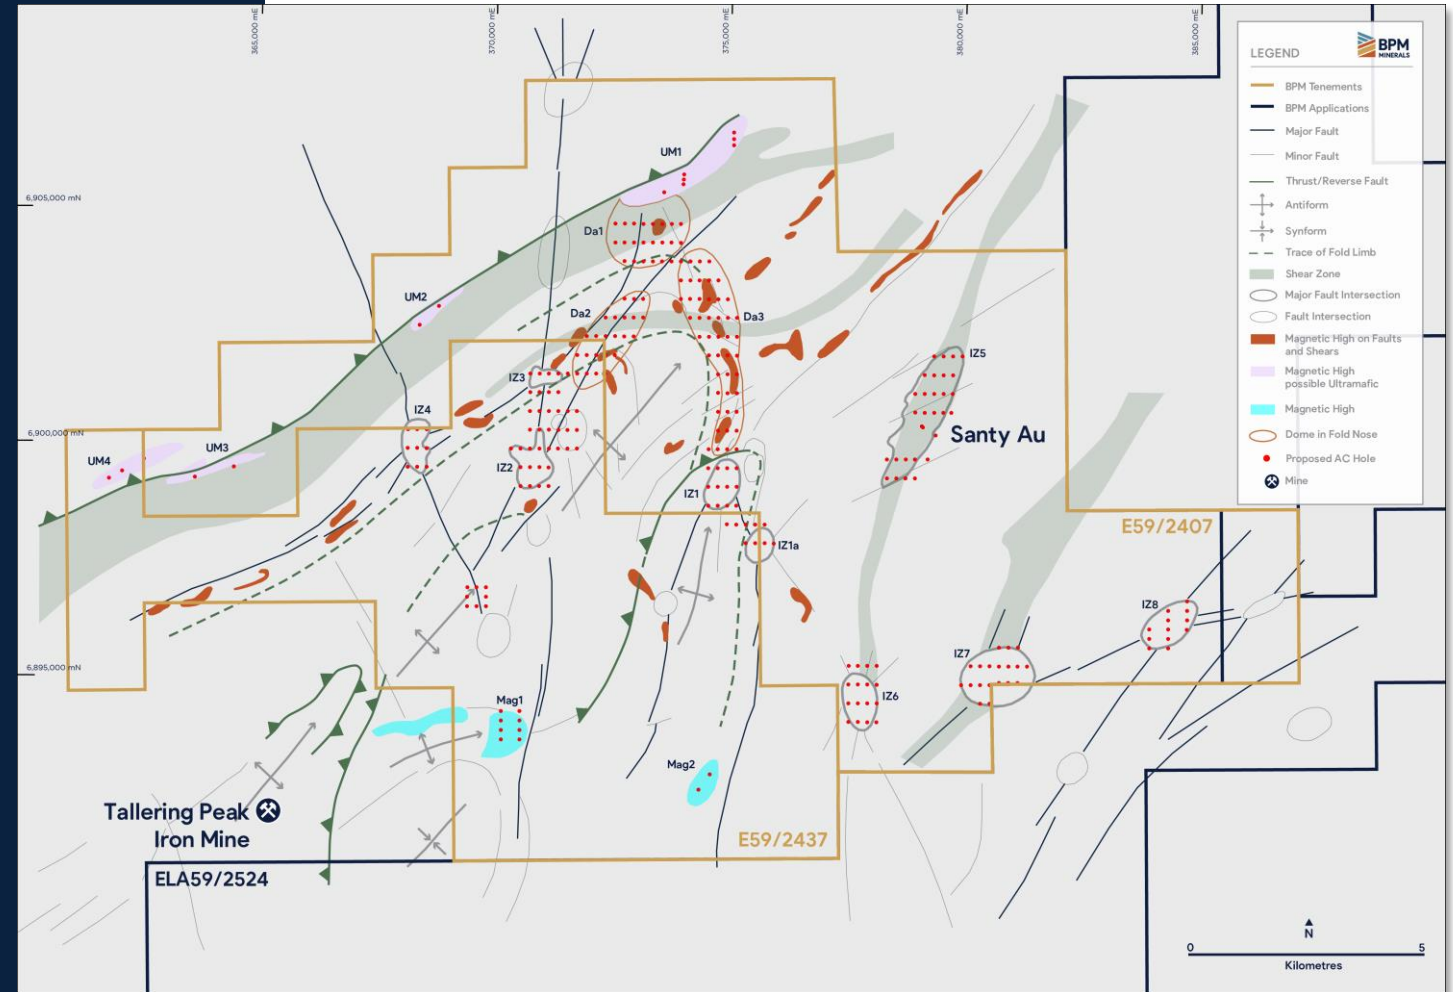 365,000 mE
370,000 mE
375,000 mE
380,000 mE
385,000 mE
LEGEND
BPM
MINERALS
BPM Tenements
BPM Applications
Major Fault
Minor Fault
Thrust/Reverse Fault
Antiform
Synform
Trace of Fold Limb
Shear Zone
Major Fault Intersection
Fault Intersection
Magnetic High on Faults
and Shears
Magnetic High
possible Ultramafic
Magnetic High
Dome in Fold Nose
Proposed AC Hole
Mine
UM1
6,905,000 mN
Da1
UM2
Da2
Da3
IZ5
IZ3
IZ4
6,900,000 mN
Santy Au
UM3
UM4
IZ2
IZ1
E59/2407
IZ1a
IZ8
IZ7
6,895,000 mN
IZ6
Mag1
Mag2
Tallering Peak
Iron Mine
E59/2437
ELA59/2524
N
0
5
Kilometres